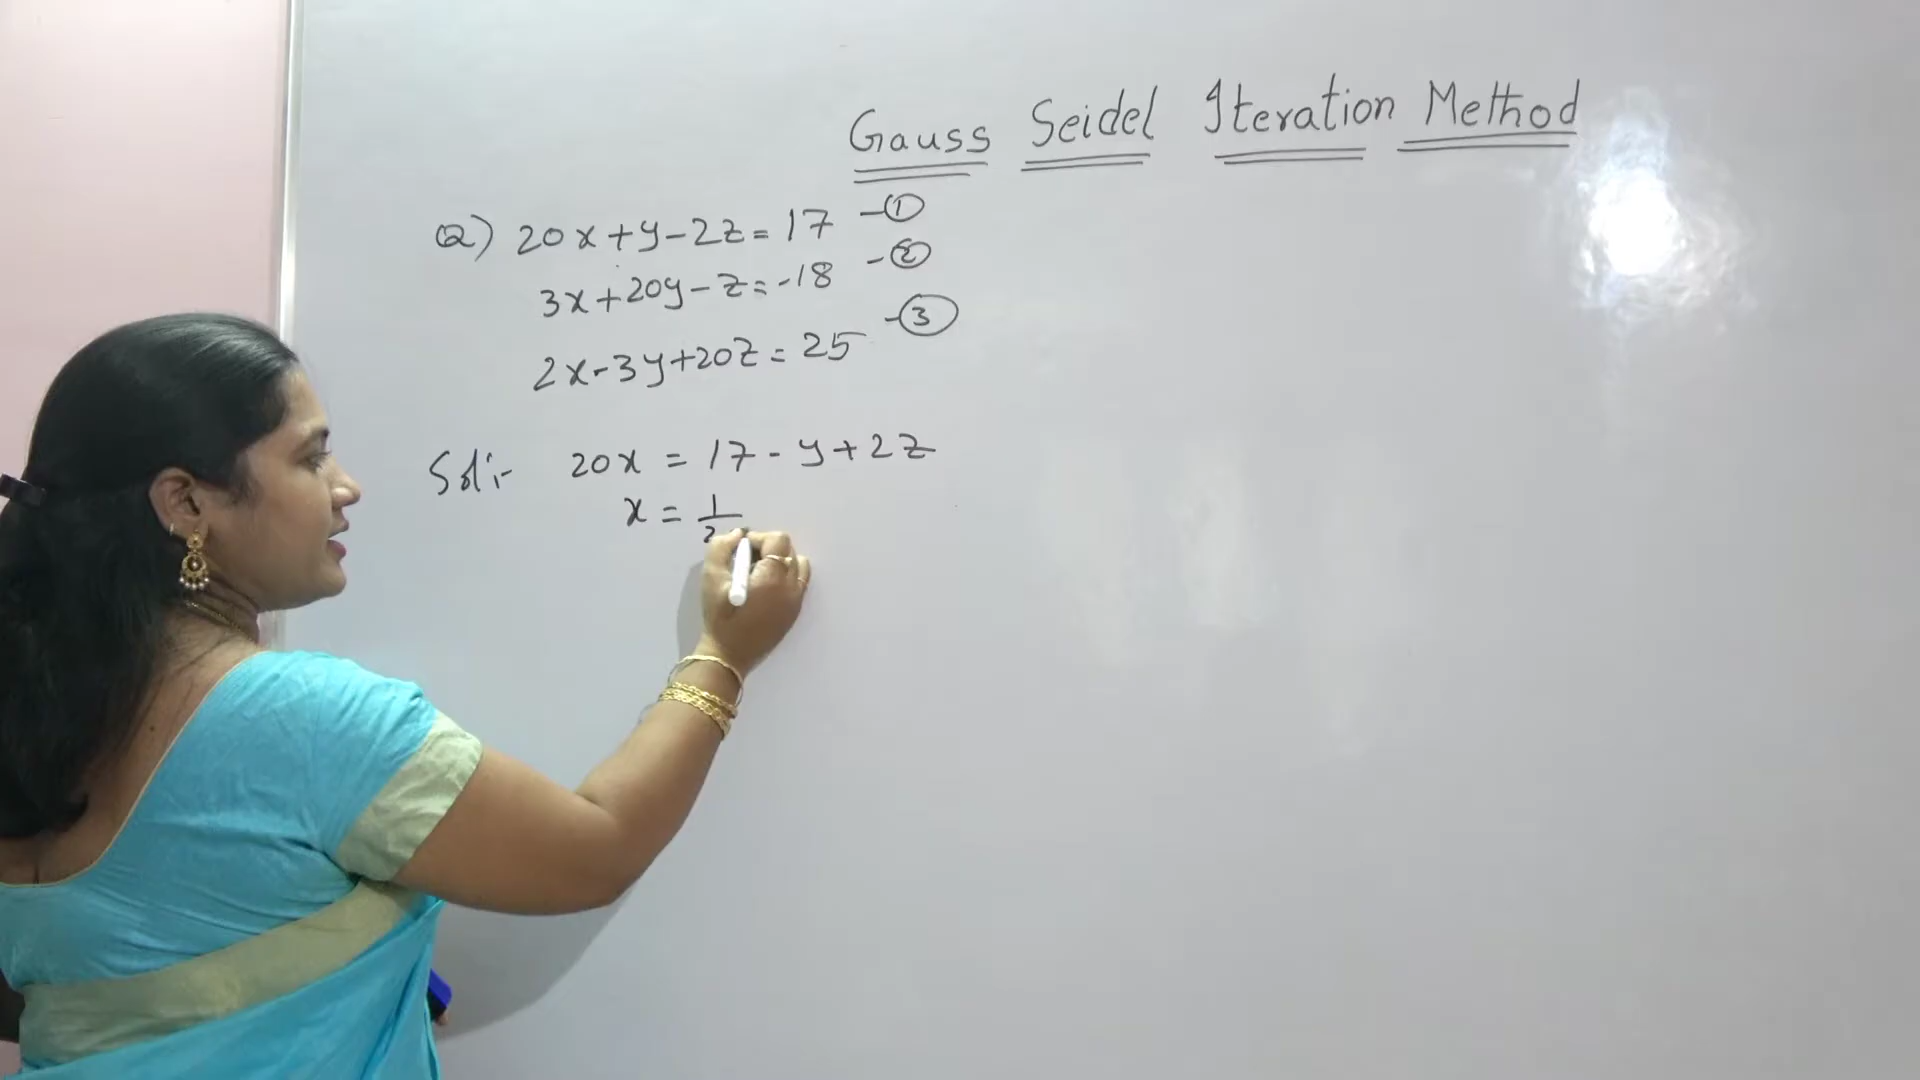 Gauss Seidel Iteration Method
Q) 20x+y-2z=17 -①
3x+20y-z=-18 -②
2x-3y+20z=25 -③
Sol:- 20x = 17-y+2z
x = 1/2